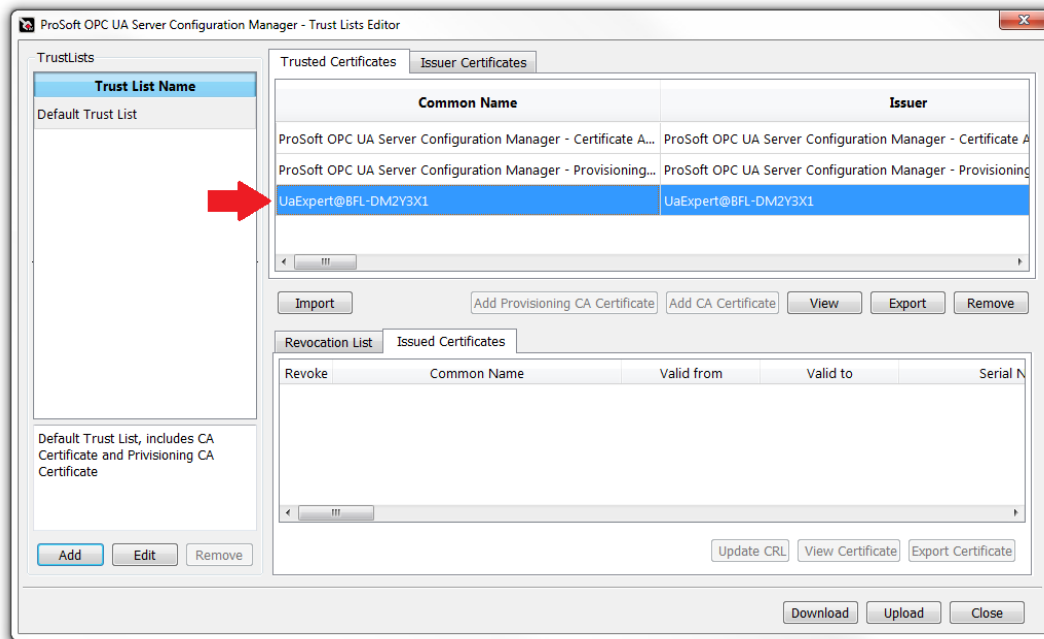 ProSoft OPC UA Server Configuration Manager - Trust Lists Editor
TrustLists
Trust List Name
Default Trust List
Default Trust List, includes CA
Certificate and Privisioning CA
Certificate
Add Edit Remove
Trusted Certificates Issuer Certificates
Common Name Issuer
ProSoft OPC UA Server Configuration Manager - Certificate A... ProSoft OPC UA Server Configuration Manager - Certificate A
ProSoft OPC UA Server Configuration Manager - Provisioning... ProSoft OPC UA Server Configuration Manager - Provisioning
UaExpert@BFL-DM2Y3X1 UaExpert@BFL-DM2Y3X1
Import Add Provisioning CA Certificate Add CA Certificate View Export Remove
Revocation List Issued Certificates
Revoke Common Name Valid from Valid to Serial N
Update CRL View Certificate Export Certificate
Download Upload Close